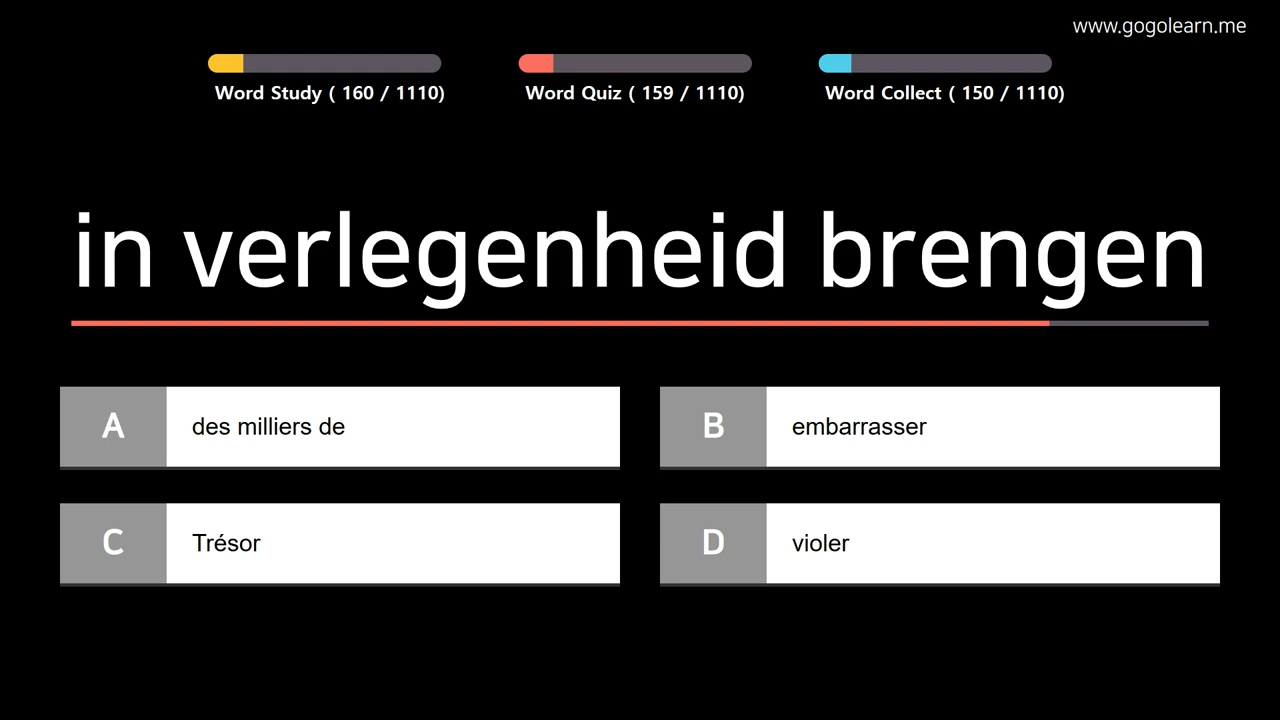 www.gogolearn.me
Word Study ( 160 / 1110)
Word Quiz ( 159 / 1110)
Word Collect ( 150 / 1110)
in verlegenheid brengen
A
des milliers de
B
embarrasser
C
Trésor
D
violer